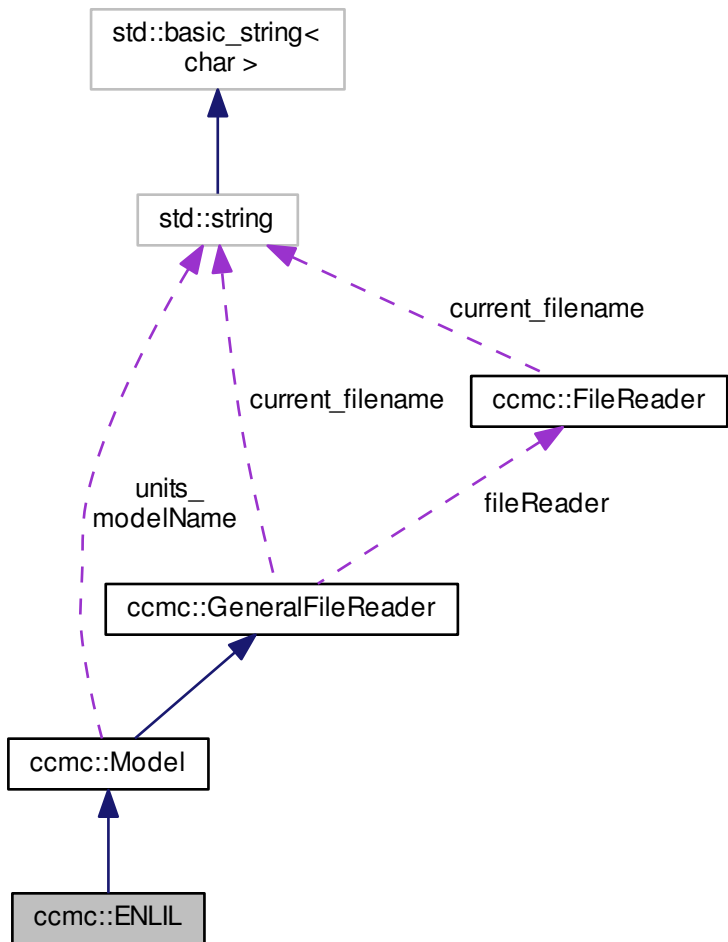 std::basic_string<
char >
std::string
current_filename
current_filename
ccmc::FileReader
units_
modelName
fileReader
ccmc::GeneralFileReader
ccmc::Model
ccmc::ENLIL